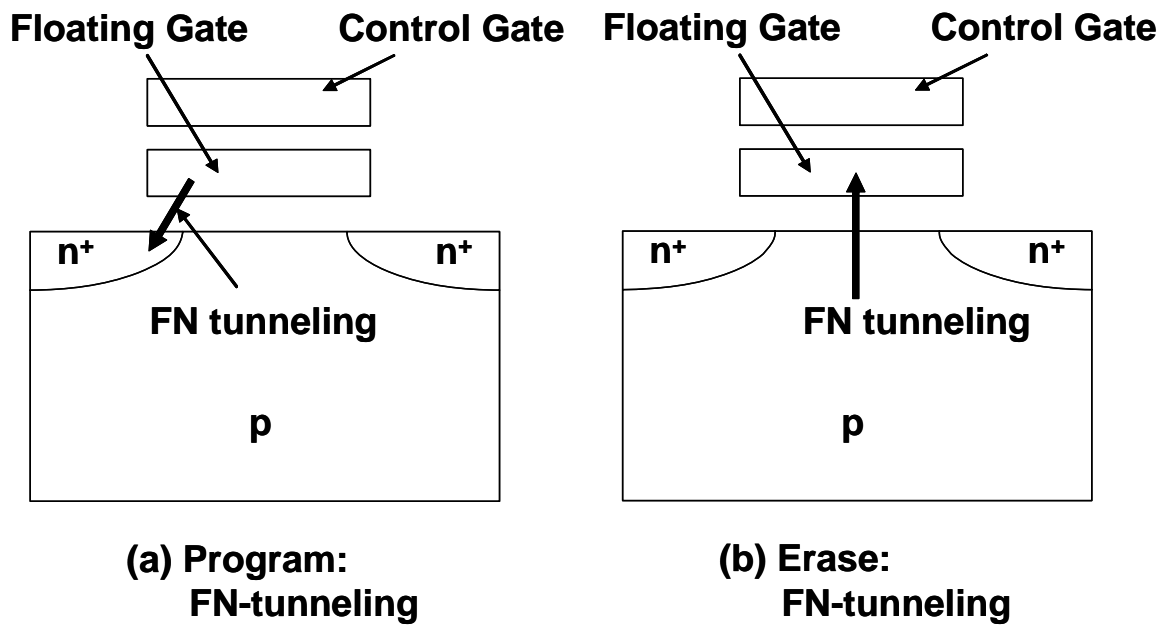 Floating Gate
Control Gate
n+
n+
FN tunneling
p
(a) Program:
FN-tunneling
Floating Gate
Control Gate
n+
n+
FN tunneling
p
(b) Erase:
FN-tunneling